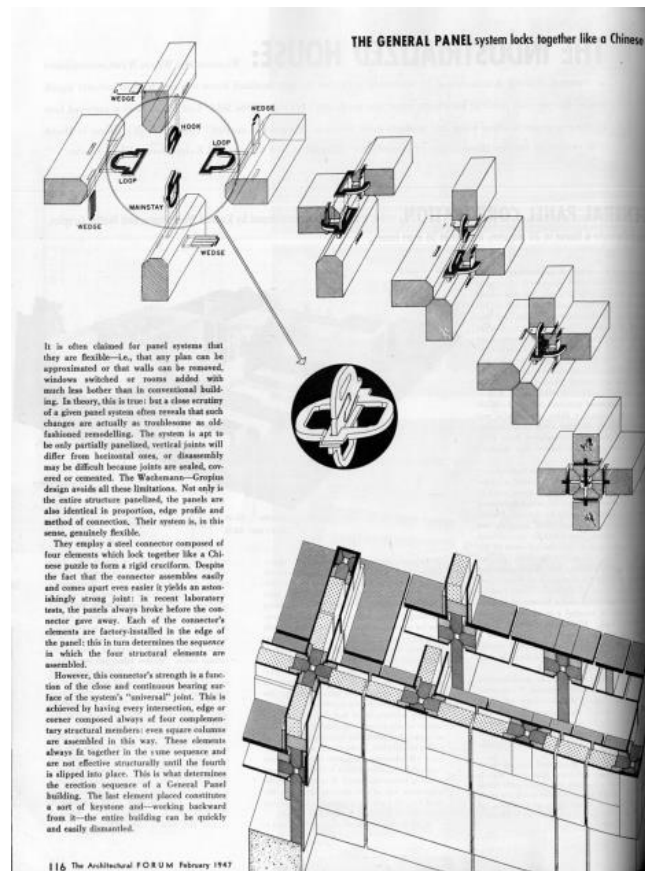 THE GENERAL PANEL system locks together like a Chinese
WEDGE
HOOK
WEDGE
LOOP
LOOP
MAINSTAY
WEDGE
WEDGE
It is often claimed for panel systems that
they are flexible—i.e., that any plan can be
approximated or that walls can be removed,
windows switched or rooms added with
much less bother than in conventional build-
ing. In theory, this is true: but a close scrutiny
of a given panel system often reveals that such
changes are actually as troublesome as old-
fashioned remodelling. The system is apt to
be only partially panelized, vertical joints will
differ from horizontal ones, or disassembly
may be difficult because joints are sealed, cov-
ered or cemented. The Wachsmann—Gropius
design avoids all these limitations. Not only is
the entire structure panelized, the panels are
also identical in proportion, edge profile and
method of connection. Their system is, in this
sense, genuinely flexible.
They employ a steel connector composed of
four elements which lock together like a Chi-
nese puzzle to form a rigid cruciform. Despite
the fact that the connector assembles easily
and comes apart even easier it yields an aston-
ishingly strong joint: in recent laboratory
tests, the panels always broke before the con-
nector gave away. Each of the connector's
elements are factory-installed in the edge of
the panel: this in turn determines the sequence
in which the four structural elements are
assembled.
However, this connector's strength is a func-
tion of the close and continuous bearing sur-
face of the system's "universal" joint. This is
achieved by having every intersection, edge or
corner composed always of four complemen-
tary structural members: even square columns
are assembled in this way. These elements
always fit together in the same sequence and
are not effective structurally until the fourth
is slipped into place. This is what determines
the erection sequence of a General Panel
building. The last element placed constitutes
a sort of keystone and—working backward
from it—the entire building can be quickly
and easily dismantled.
116 The Architectural FORUM February 1947